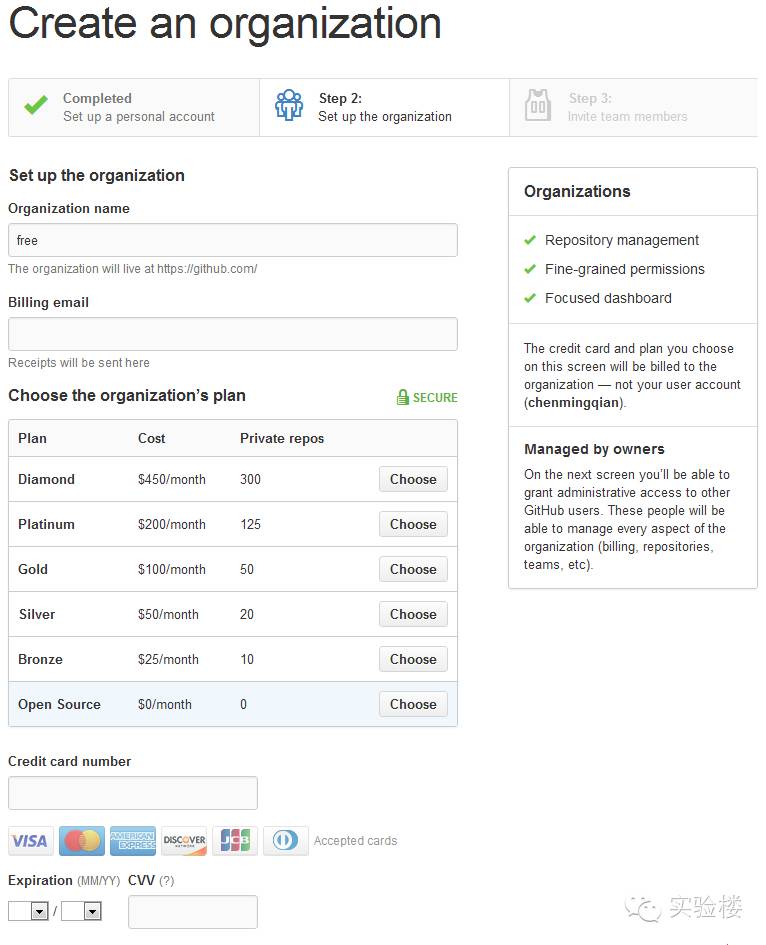 Create an organization
Completed
Set up a personal account
Step 2:
Set up the organization
Step 3:
Invite team members
Set up the organization
Organization name
free
The organization will live at https://github.com/
Billing email
Receipts will be sent here
Choose the organization’s plan
SECURE
Plan Cost Private repos
Diamond $450/month 300 Choose
Platinum $200/month 125 Choose
Gold $100/month 50 Choose
Silver $50/month 20 Choose
Bronze $25/month 10 Choose
Open Source $0/month 0 Choose
Credit card number
VISA AMERICAN EXPRESS DISCOVER NETWORK JCB Accepted cards
Expiration (MM/YY) CVV (?)
/
Organizations
Repository management
Fine-grained permissions
Focused dashboard
The credit card and plan you choose
on this screen will be billed to the
organization — not your user account
(chenmingqian).
Managed by owners
On the next screen you’ll be able to
grant administrative access to other
GitHub users. These people will be
able to manage every aspect of the
organization (billing, repositories,
teams, etc).
实验楼